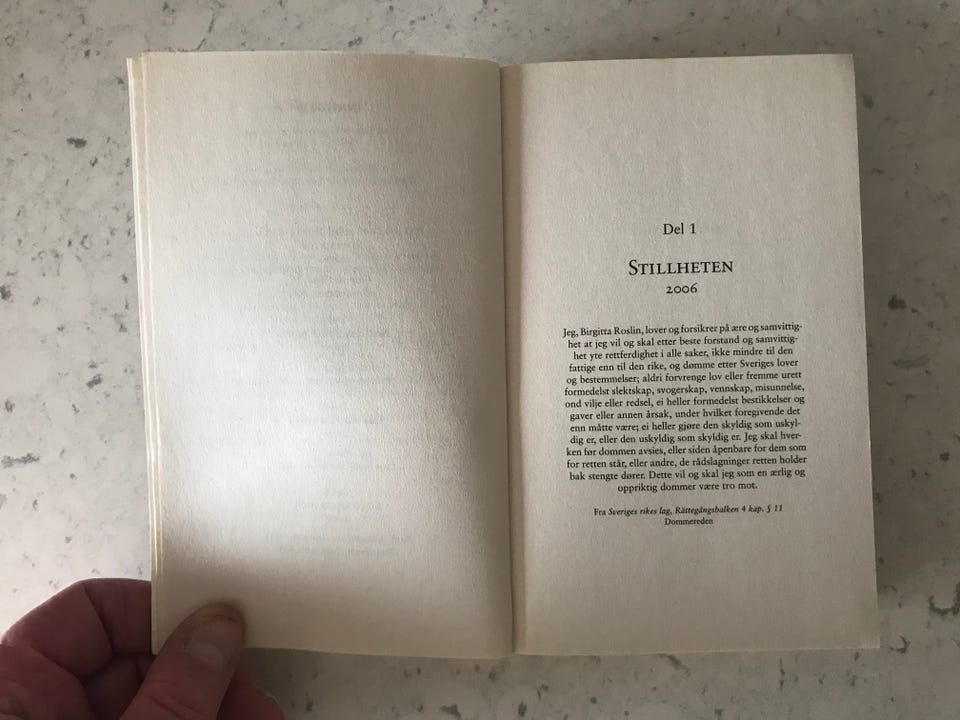 Del 1
STILLHETEN
2006
Jeg, Birgitta Roslin, lover og forsikrer på ære og samvittig-
het at jeg vil og skal etter beste forstand og samvittig-
het yte rettferdighet i alle saker, ikke mindre til den
fattige enn til den rike, og dømme etter Sveriges lover
og bestemmelser; aldri forvrenge lov eller fremme urett
formedelst slektskap, svogerskap, vennskap, misunnelse,
ond vilje eller redsel, ei heller formedelst bestikkelser og
gaver eller annen årsak, under hvilket foregivende det
enn måtte være; ei heller gjøre den skyldig som uskyl-
dig er, eller den uskyldig som skyldig er. Jeg skal hver-
ken før dommen avsies, eller siden åpenbare for dem som
for retten står, eller andre, de rådslagninger retten holder
bak stengte dører. Dette vil og skal jeg som en ærlig og
oppriktig dommer være tro mot.
Fra Sveriges rikes lag, Rättegångsbalken 4 kap. § 11
Dommereden